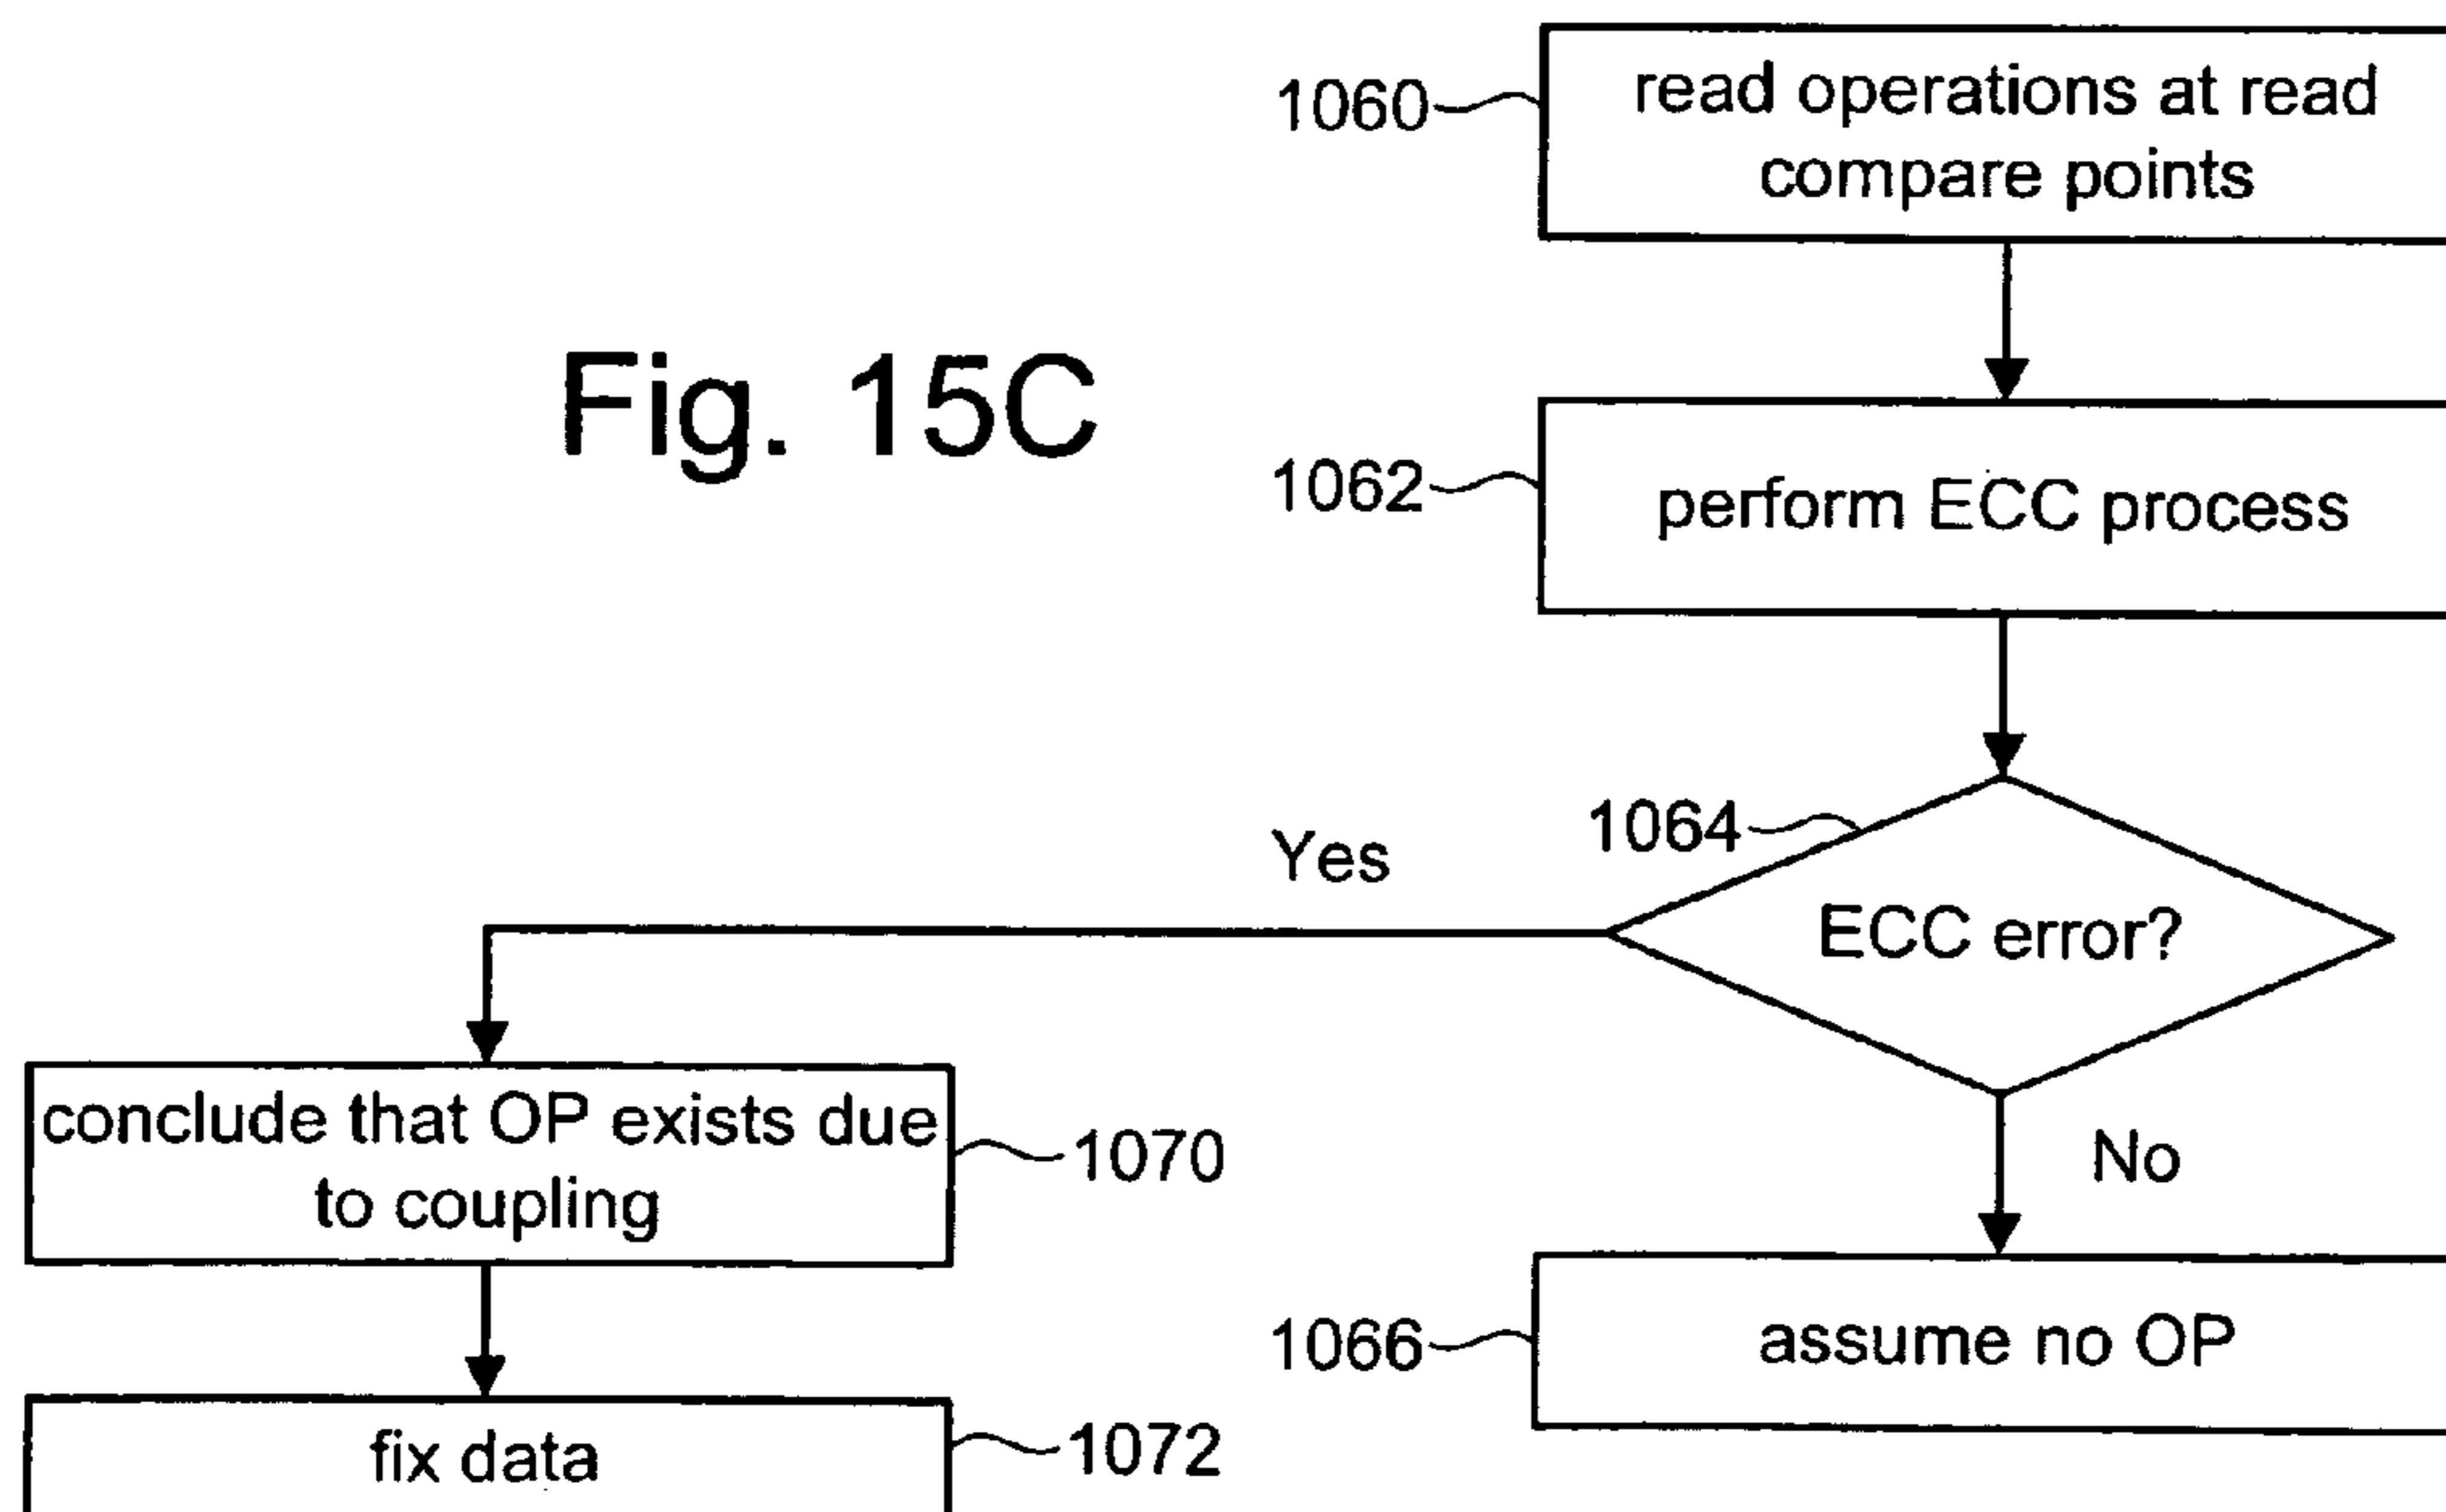 1060
read operations at read
compare points
Fig. 15C
1062
perform ECC process
1064
Yes
ECC error?
conclude that OP exists due
to coupling
1070
No
1066
assume no OP
fix data
1072